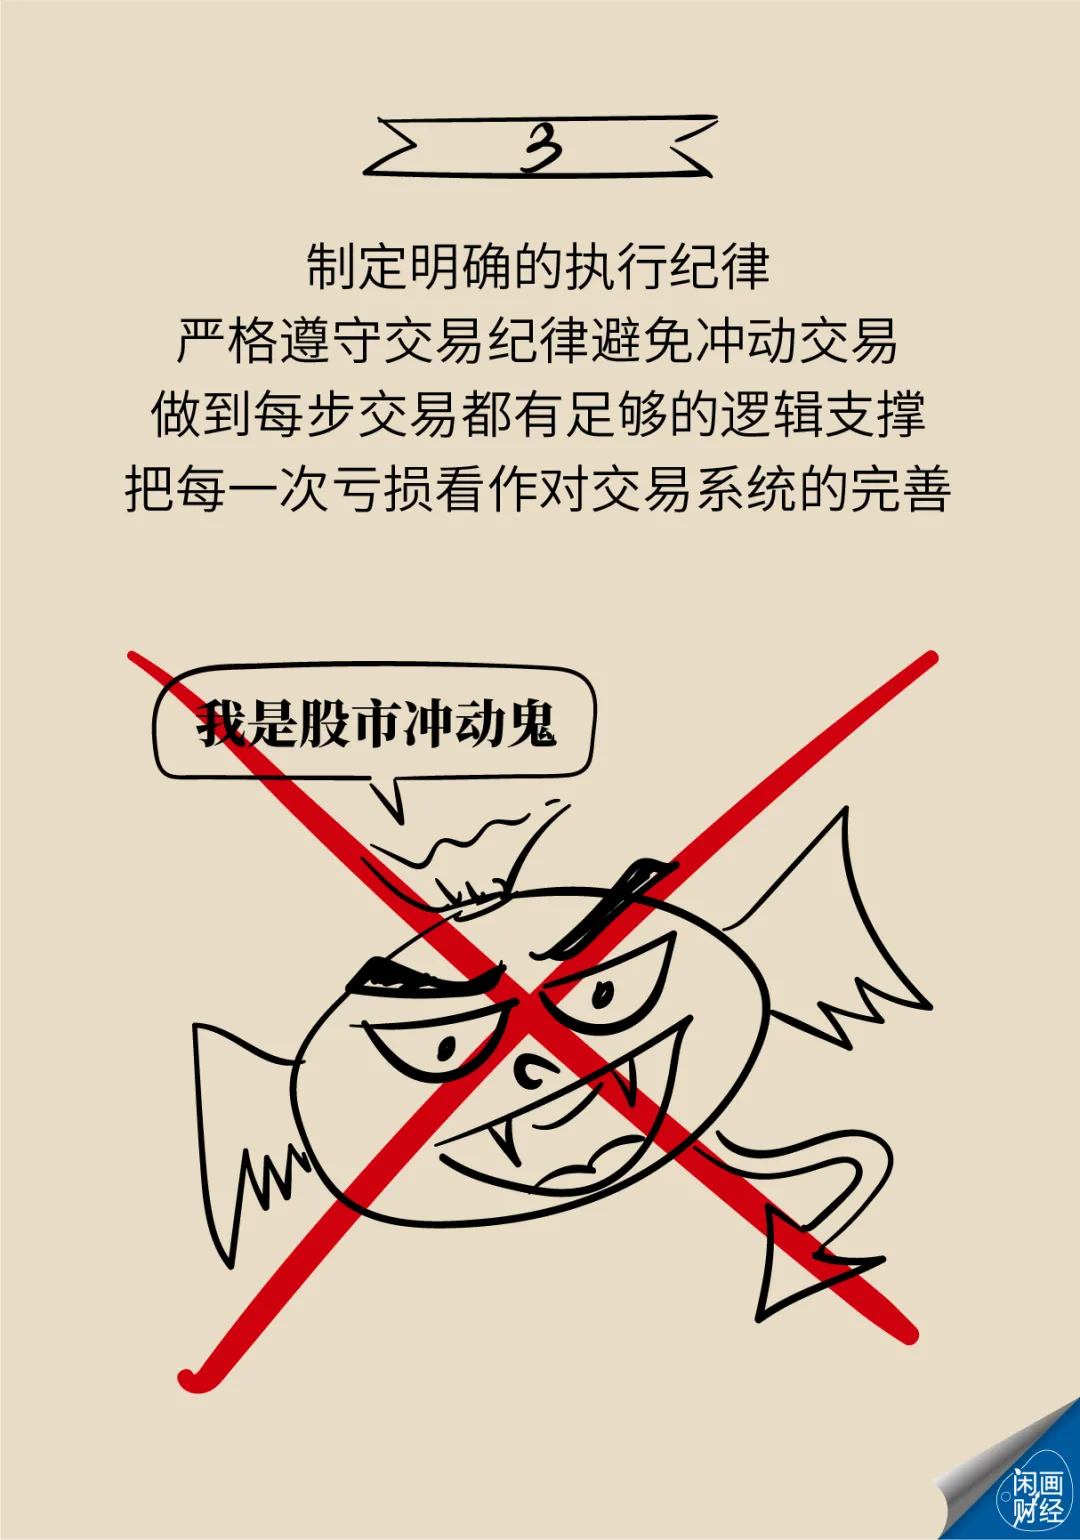 3
制定明确的执行纪律
严格遵守交易纪律避免冲动交易
做到每步交易都有足够的逻辑支撑
把每一次亏损看作对交易系统的完善
我是股市冲动鬼
闲画
财经